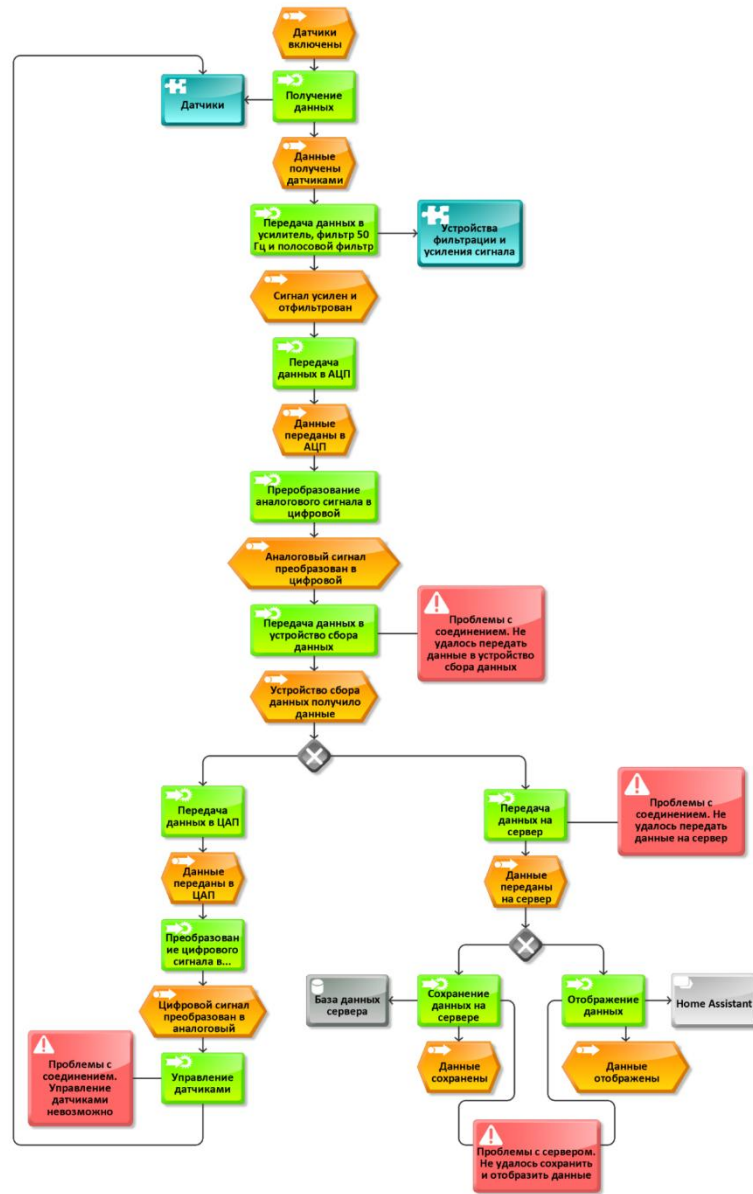 Датчики
включены
Датчики
Получение
данных
Данные
получены
датчиками
Передача данных в
усилитель, фильтр 50
Гц и полосовой фильтр
Устройства
фильтрации и
усиления сигнала
Сигнал усилен и
отфильтрован
Передача
данных в АЦП
Данные
переданы в
АЦП
Преробразование
аналогового сигнала в
цифровой
Аналоговый сигнал
преобразован в
цифровой
Передача данных в
устройство сбора
данных
Проблемы с
соединением. Не
удалось передать
данные в устройство
сбора данных
Устройство сбора
данных получило
данные
Передача
данных в ЦАП
Передача
данных на
сервер
Проблемы с
соединением. Не
удалось передать
данные на сервер
Данные
переданы в
ЦАП
Данные
переданы
на сервер
Преобразован
ие цифрового
сигнала в...
База данных
сервера
Сохранение
данных на
сервере
Отображение
данных
Home Assistant
Цифровой сигнал
преобразован в
аналоговый
Данные
сохранены
Данные
отображены
Проблемы с
соединением.
Управление
датчиками
невозможно
Управление
датчиками
Проблемы с сервером.
Не удалось сохранить
и отобразить данные